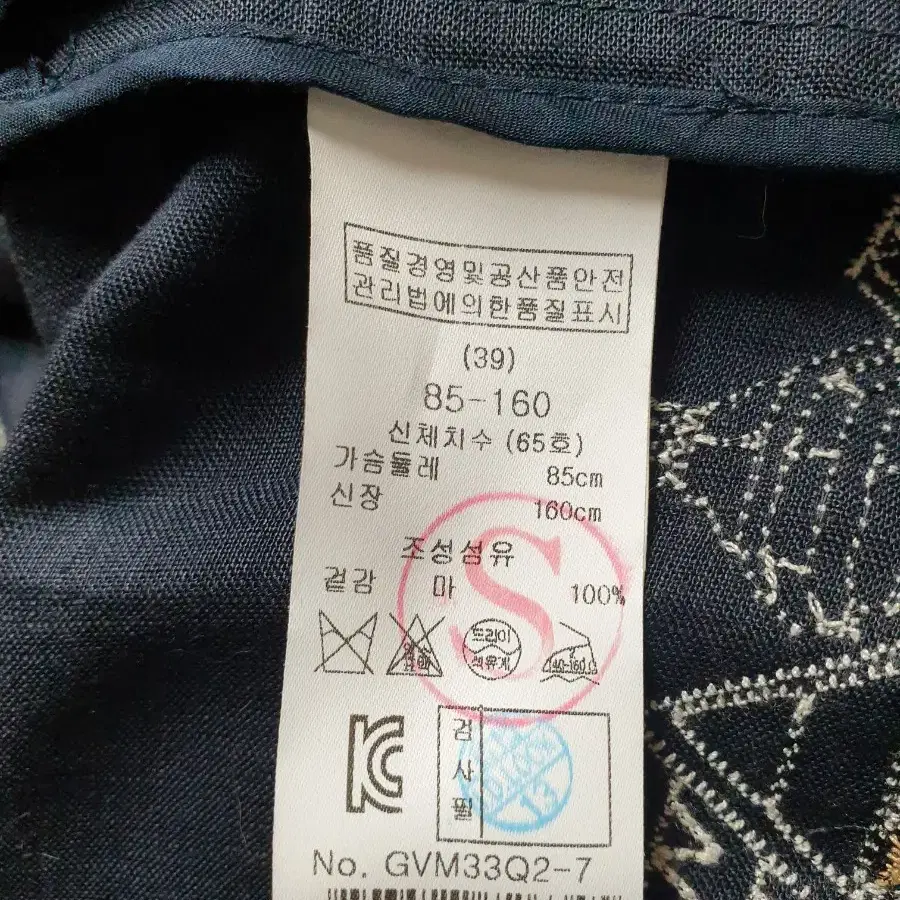 품질경영및공산품안전
관리법에의한품질표시
(39)
85-160
신체치수 (65호)
가슴둘레 85cm
신장 160cm
조성섬유
겉감 마 100%
드라이
석유계
40-160
KC
검
사
필
13
S
No. GVM33Q2-7